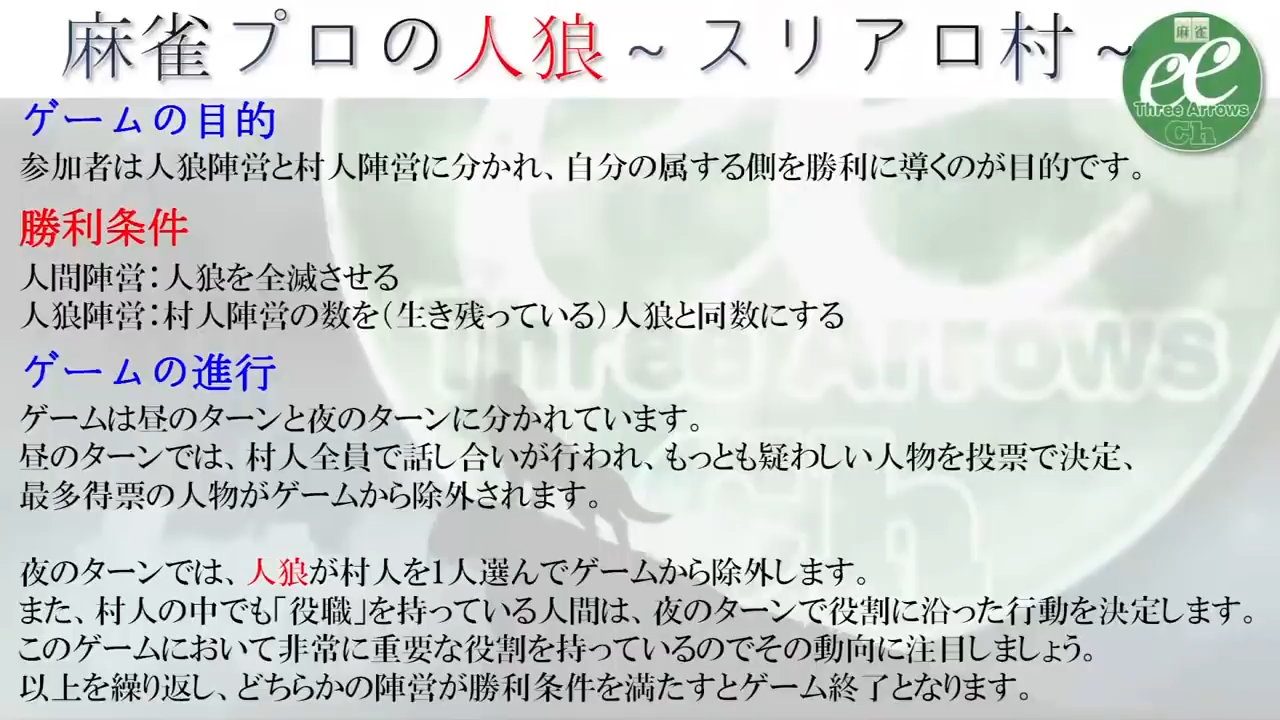 麻雀プロの人狼～スリアロ村～
麻雀
Three Arrows
Ch
ゲームの目的
参加者は人狼陣営と村人陣営に分かれ、自分の属する側を勝利に導くのが目的です。
勝利条件
人間陣営：人狼を全滅させる
人狼陣営：村人陣営の数を（生き残っている）人狼と同数にする
ゲームの進行
ゲームは昼のターンと夜のターンに分かれています。
昼のターンでは、村人全員で話し合いが行われ、もっとも疑わしい人物を投票で決定、
最多得票の人物がゲームから除外されます。
夜のターンでは、人狼が村人を1人選んでゲームから除外します。
また、村人の中でも「役職」を持っている人間は、夜のターンで役割に沿った行動を決定します。
このゲームにおいて非常に重要な役割を持っているのでその動向に注目しましょう。
以上を繰り返し、どちらかの陣営が勝利条件を満たすとゲーム終了となります。
Three Arrows
Ch